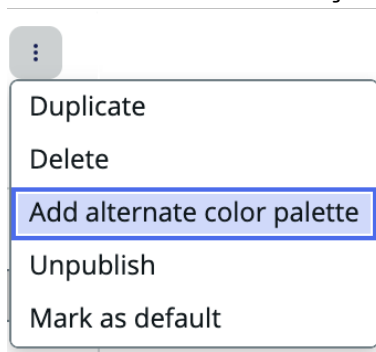 Duplicate
Delete
Add alternate color palette
Unpublish
Mark as default